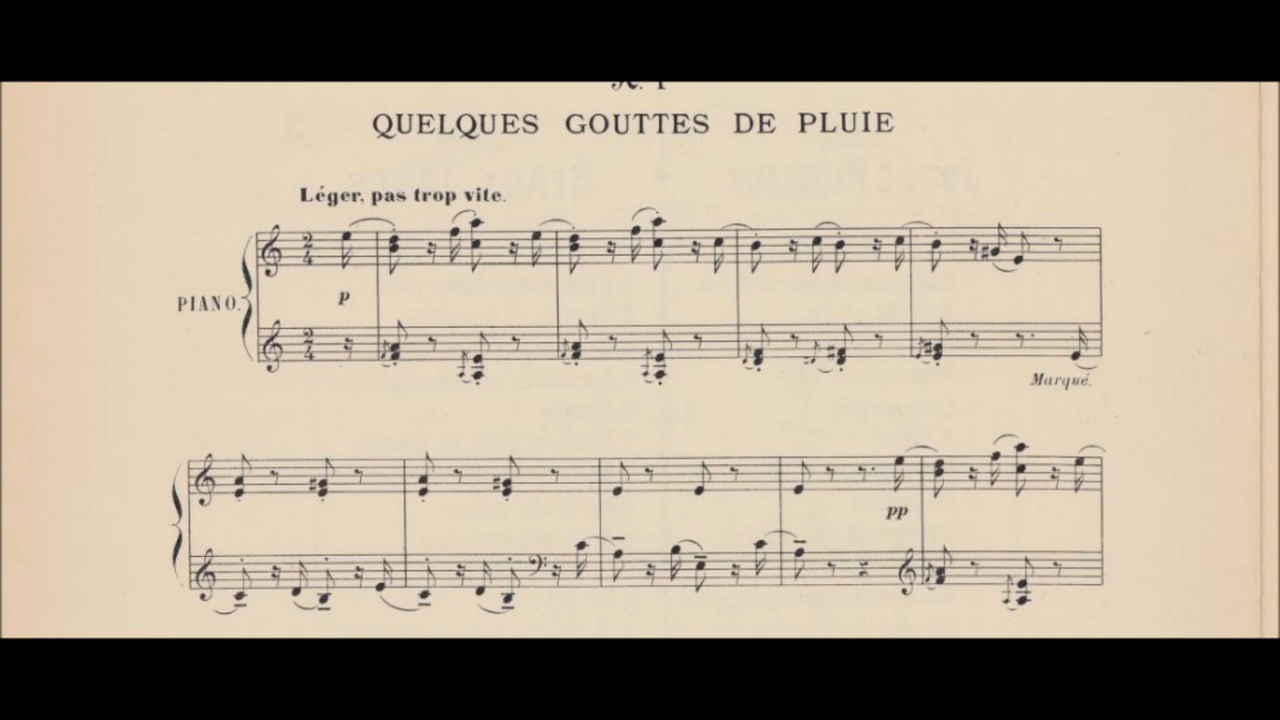 QUELQUES GOUTTES DE PLUIE
Léger, pas trop vite.
PIANO.
p
Marqué.
pp